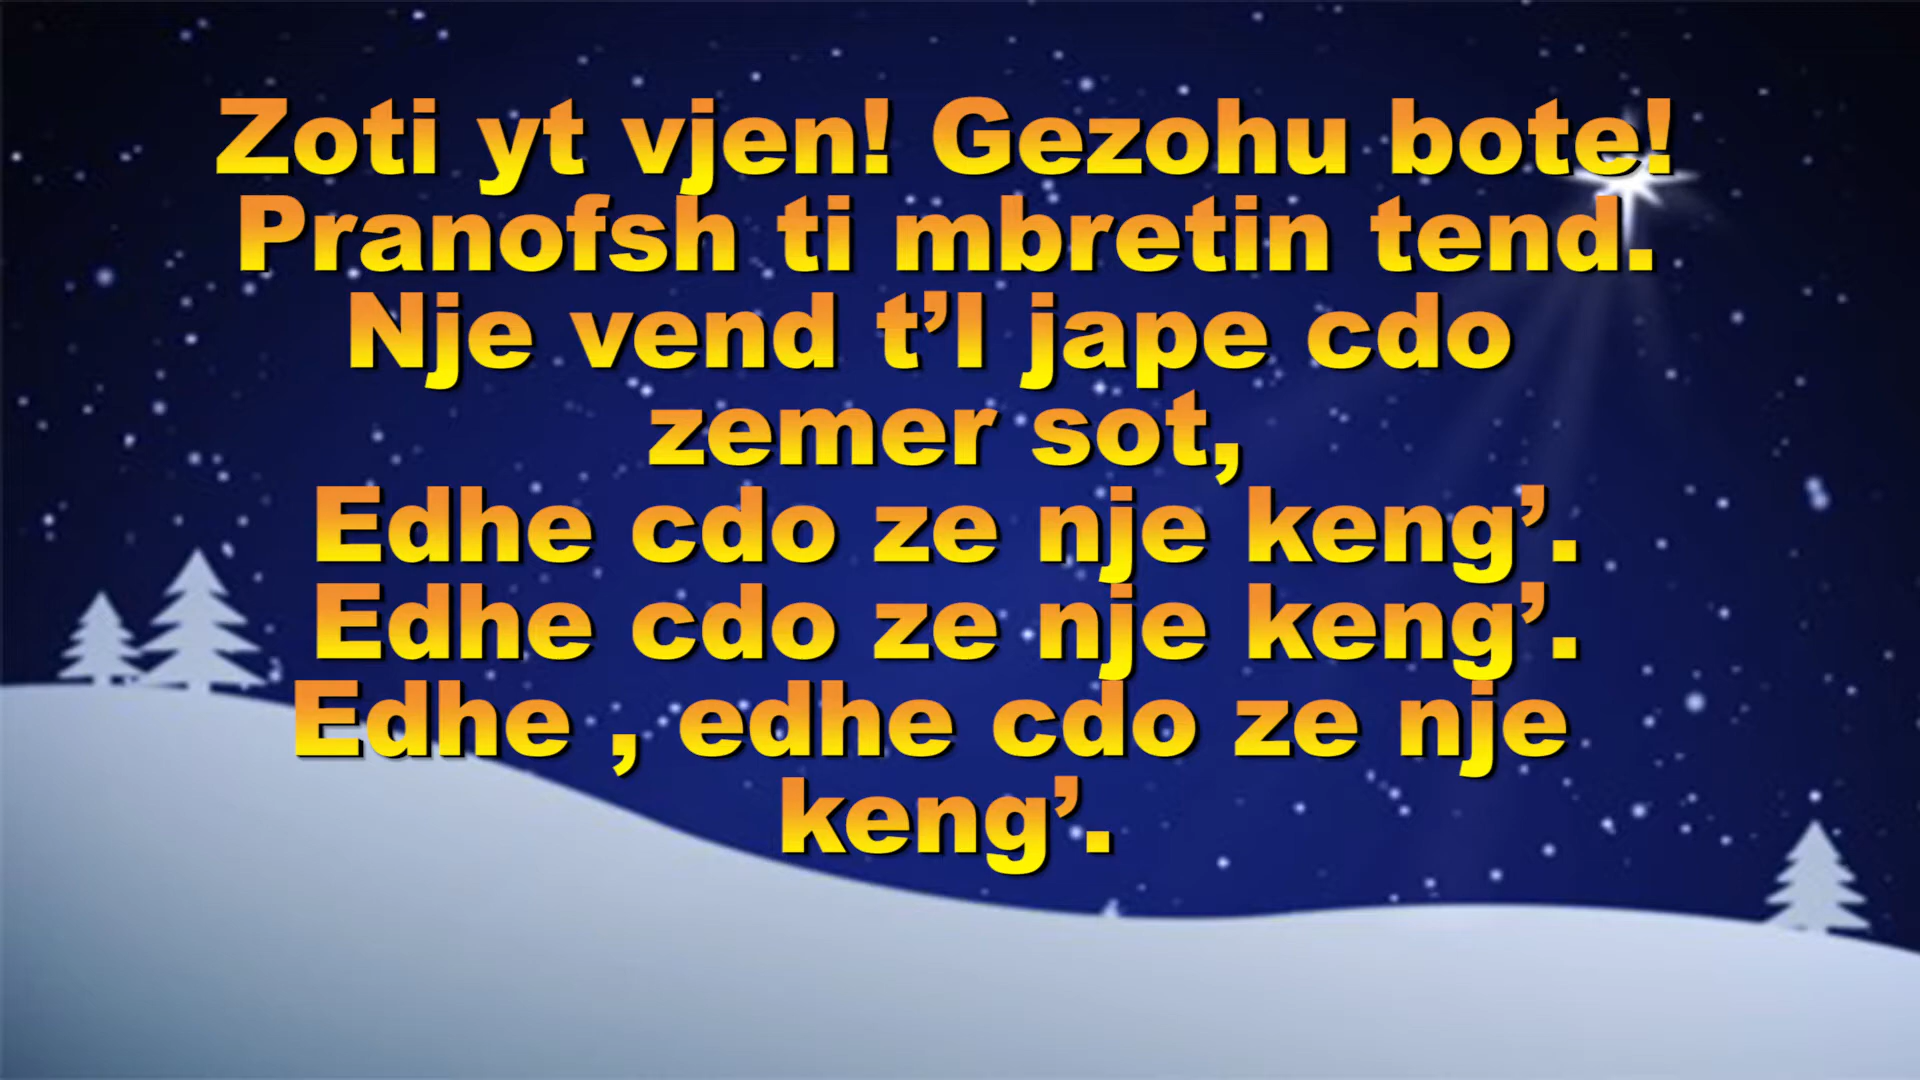 Zoti yt vjen! Gezohu bote!
Pranofsh ti mbretin tend.
Nje vend t’I jape cdo
zemer sot,
Edhe cdo ze nje keng’.
Edhe cdo ze nje keng’.
Edhe , edhe cdo ze nje
keng’.